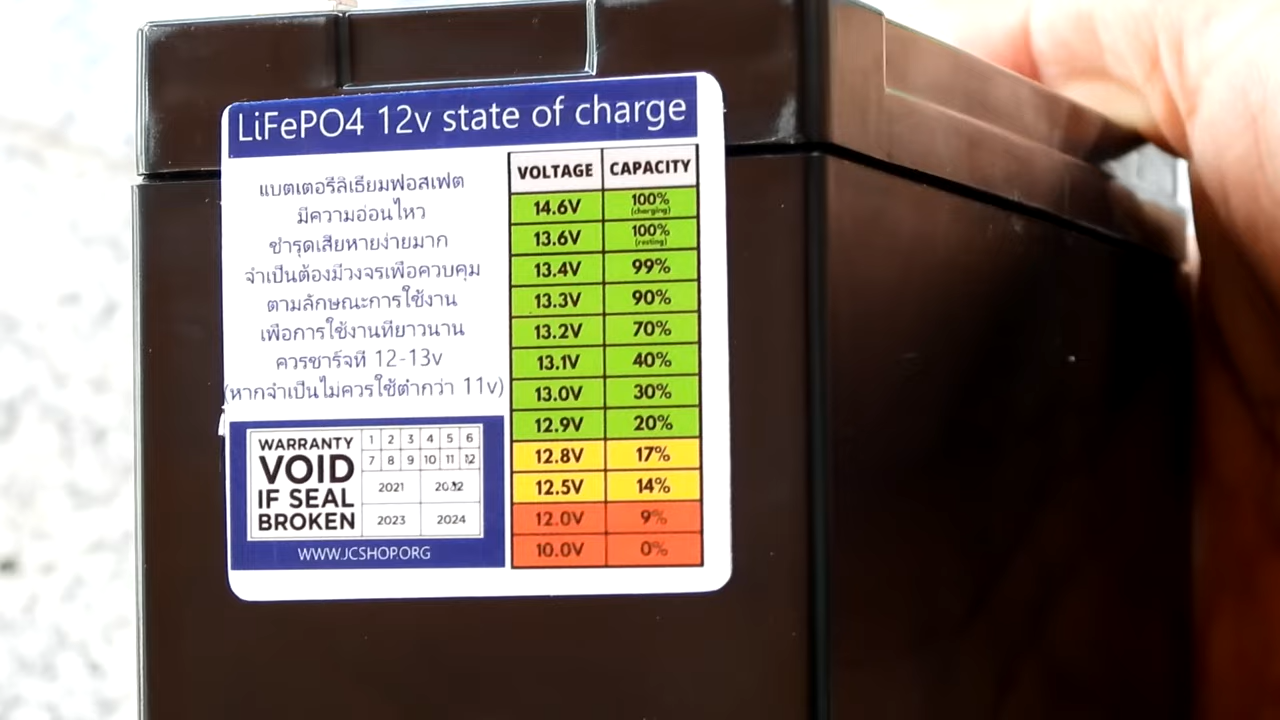 LiFePO4 12v state of charge
แบตเตอรีลิเธียมฟอสเฟต
มีความอ่อนไหว
ชำรุดเสียหายง่ายมาก
จำเป็นต้องมีวงจรเพื่อควบคุม
ตามลักษณะการใช้งาน
เพื่อการใช้งานที่ยาวนาน
ควรชาร์จที่ 12-13v
(หากจำเป็นไม่ควรใช้ต่ำกว่า 11v)
VOLTAGE CAPACITY
14.6V 100% (charging)
13.6V 100% (resting)
13.4V 99%
13.3V 90%
13.2V 70%
13.1V 40%
13.0V 30%
12.9V 20%
12.8V 17%
12.5V 14%
12.0V 9%
10.0V 0%
WARRANTY
VOID
IF SEAL
BROKEN
1 2 3 4 5 6
7 8 9 10 11 12
2021 2022
2023 2024
WWW.JCSHOP.ORG